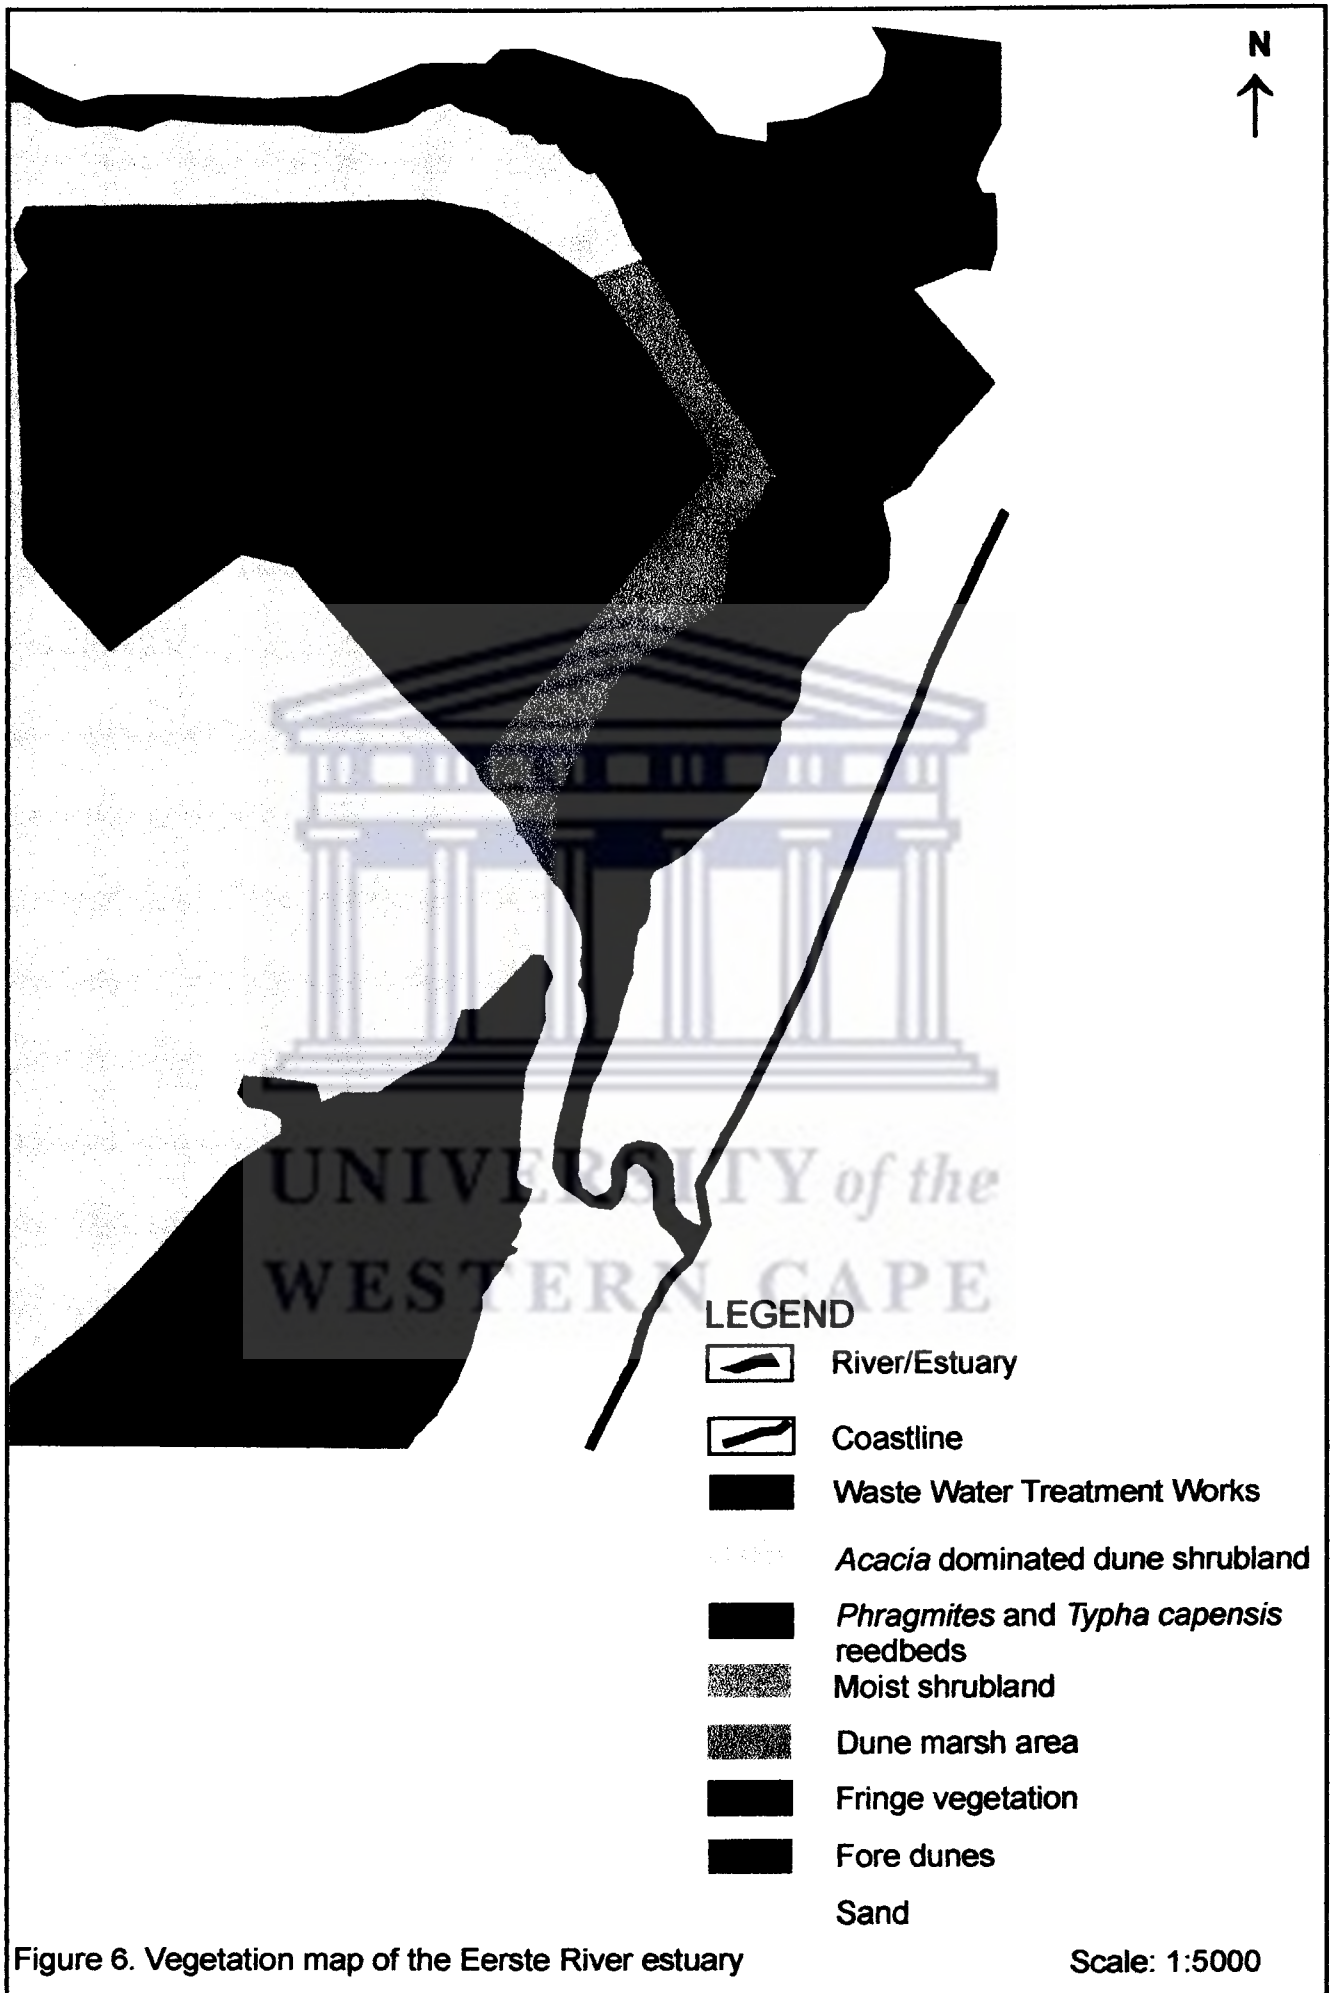 N
UNIVERSITY of the
WESTERN CAPE
LEGEND
River/Estuary
Coastline
Waste Water Treatment Works
Acacia dominated dune shrubland
Phragmites and Typha capensis
reedbeds
Moist shrubland
Dune marsh area
Fringe vegetation
Fore dunes
Sand
Figure 6. Vegetation map of the Eerste River estuary
Scale: 1:5000